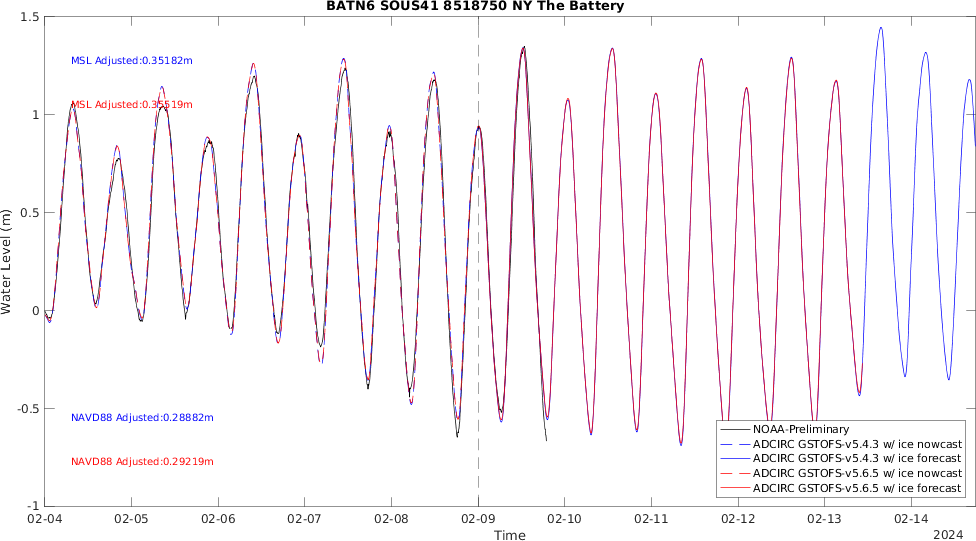 BATN6 SOUS41 8518750 NY The Battery
1.5
1
0.5
0
-0.5
-1
Water Level (m)
MSL Adjusted:0.35182m
MSL Adjusted:0.35519m
NAVD88 Adjusted:0.28882m
NAVD88 Adjusted:0.29219m
NOAA-Preliminary
ADCIRC GSTOFS-v5.4.3 w/ ice nowcast
ADCIRC GSTOFS-v5.4.3 w/ ice forecast
ADCIRC GSTOFS-v5.6.5 w/ ice nowcast
ADCIRC GSTOFS-v5.6.5 w/ ice forecast
02-04 02-05 02-06 02-07 02-08 02-09 02-10 02-11 02-12 02-13 02-14
Time
2024